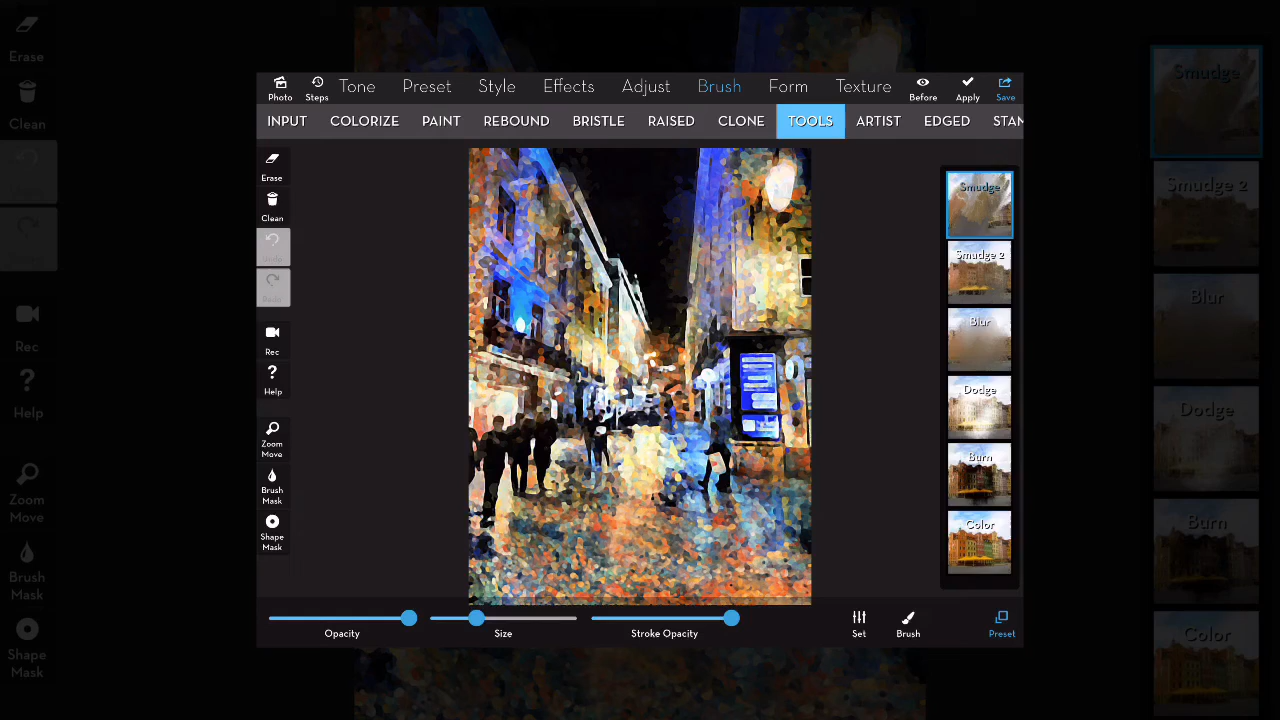 Photo Steps Tone Preset Style Effects Adjust Brush Form Texture Before Apply Save
INPUT COLORIZE PAINT REBOUND BRISTLE RAISED CLONE TOOLS ARTIST EDGED STAM
Erase
Clean
Undo
Redo
Rec
Help
Zoom
Move
Brush
Mask
Shape
Mask
Smudge
Smudge 2
Blur
Dodge
Burn
Color
Opacity Size Stroke Opacity Set Brush Preset
Erase
Clean
Rec
Help
Zoom
Move
Brush
Mask
Shape
Mask
Smudge
Smudge 2
Blur
Dodge
Burn
Color